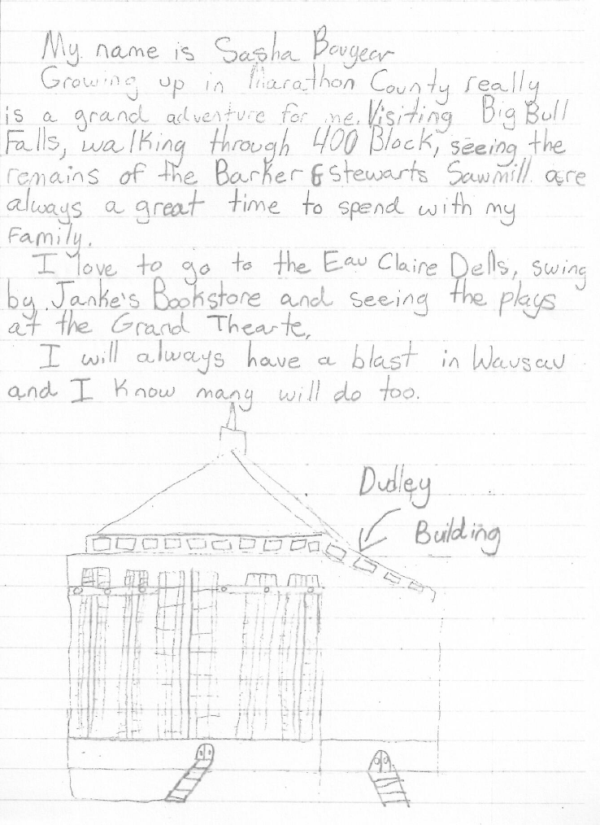 My name is Sasha Bougear
Growing up in Marathon County really
is a grand adventure for me. Visiting Big Bull
Falls, walking through 400 Block, seeing the
remains of the Barker & Stewarts Sawmill are
always a great time to spend with my
Family.
I love to go to the Eau Claire Dells, swing
by Janke's Bookstore and seeing the plays
at the Grand Thearte.
I will always have a blast in Wausau
and I know many will do too.
Dudley
Building